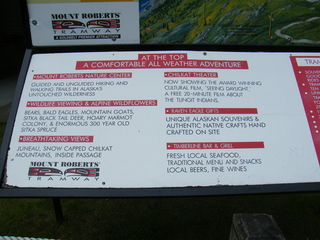 MOUNT ROBERTS
TRAMWAY
AT THE TOP
A COMFORTABLE ALL WEATHER ADVENTURE
•MOUNT ROBERTS NATURE CENTER
GUIDED AND UNGUIDED HIKING AND
WALKING TRAILS IN ALASKA'S
UNTOUCHED WILDERNESS
•WILDLIFE VIEWING & ALPINE WILDFLOWERS
BEARS, BALD EAGLES, MOUNTAIN GOATS,
SITKA BLACK TAIL DEER, HOARY MARMOT
COLONY, & ENORMOUS 300 YEAR OLD
SITKA SPRUCE
•BREATHTAKING VIEWS
JUNEAU, SNOW CAPPED CHILKAT
MOUNTAINS, INSIDE PASSAGE
MOUNT ROBERTS
TRAMWAY
•CHILKAT THEATER
NOW SHOWING THE AWARD WINNING
CULTURAL FILM, "SEEING DAYLIGHT,"
A FREE 20-MINUTE FILM ABOUT
THE TLINGIT INDIANS.
•RAVEN EAGLE GIFTS
UNIQUE ALASKAN SOUVENIRS &
AUTHENTIC NATIVE CRAFTS HAND
CRAFTED ON SITE
•TIMBERLINE BAR & GRILL
FRESH LOCAL SEAFOOD,
TRADITIONAL MENU AND SNACKS
LOCAL BEERS, FINE WINES